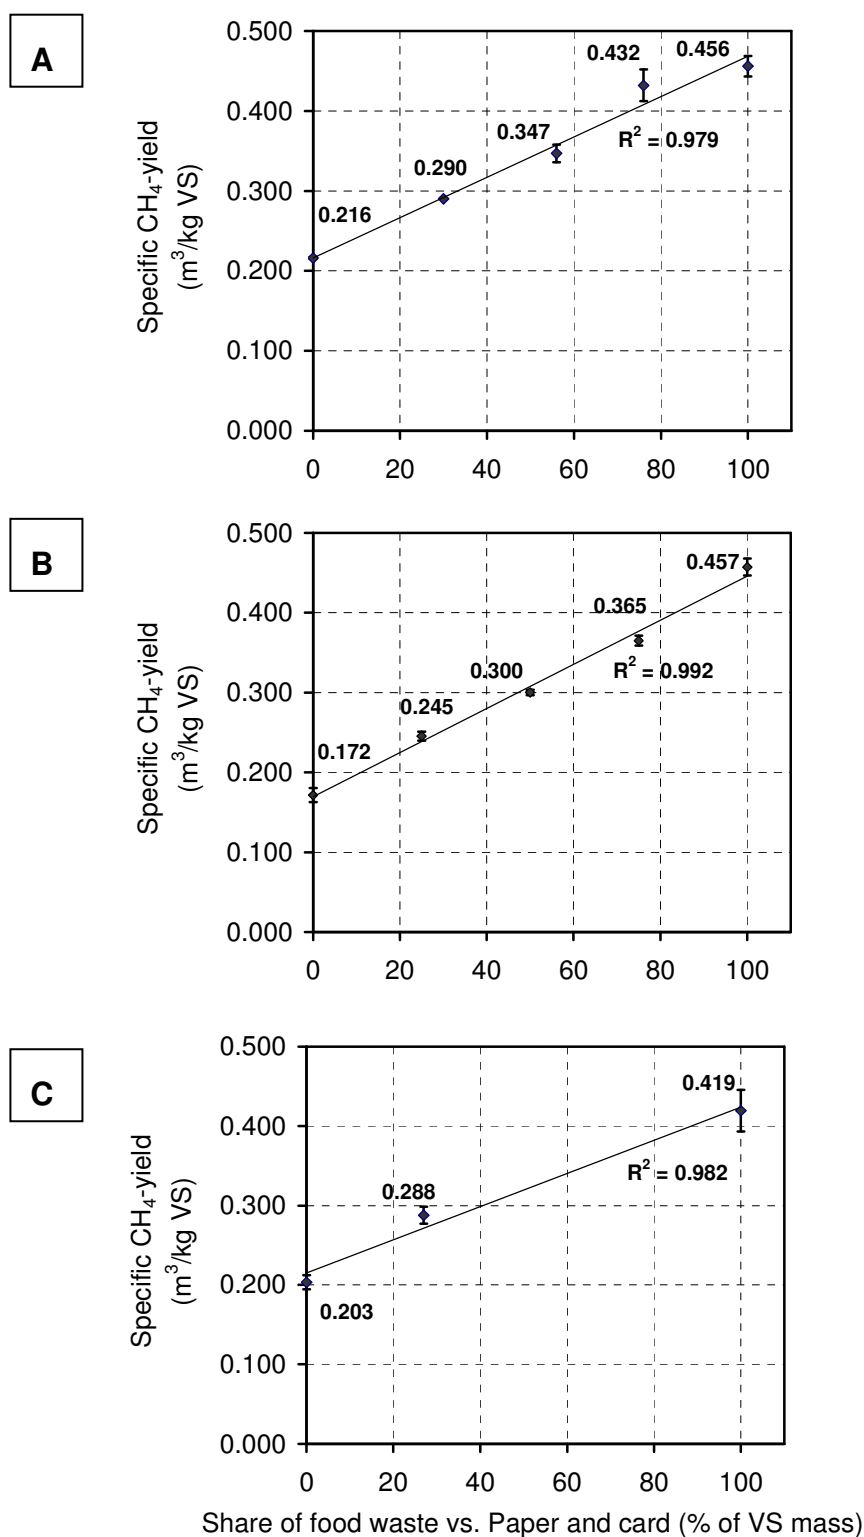 A
0.500
0.400
0.300
0.200
0.100
0.000
Specific CH₄-yield
(m³/kg VS)
0.216
0.290
0.347
0.432
0.456
R² = 0.979
0 20 40 60 80 100
B
0.500
0.400
0.300
0.200
0.100
0.000
Specific CH₄-yield
(m³/kg VS)
0.172
0.245
0.300
0.365
0.457
R² = 0.992
0 20 40 60 80 100
C
0.500
0.400
0.300
0.200
0.100
0.000
Specific CH₄-yield
(m³/kg VS)
0.203
0.288
0.419
R² = 0.982
0 20 40 60 80 100
Share of food waste vs. Paper and card (% of VS mass)